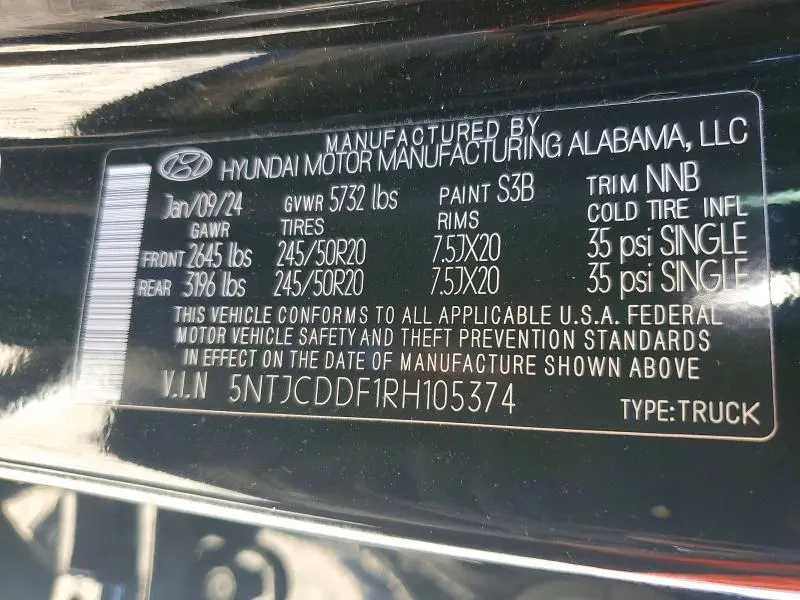 MANUFACTURED BY
HYUNDAI MOTOR MANUFACTURING ALABAMA, LLC
Jan/09/24 GVWR 5732 lbs PAINT S3B TRIM NNB
GAWR TIRES RIMS COLD TIRE INFL
FRONT 2645 lbs 245/50R20 7.5JX20 35 psi SINGLE
REAR 3196 lbs 245/50R20 7.5JX20 35 psi SINGLE
THIS VEHICLE CONFORMS TO ALL APPLICABLE U.S.A. FEDERAL
MOTOR VEHICLE SAFETY AND THEFT PREVENTION STANDARDS
IN EFFECT ON THE DATE OF MANUFACTURE SHOWN ABOVE
V.I.N 5NTJCDDF1RH105374 TYPE:TRUCK